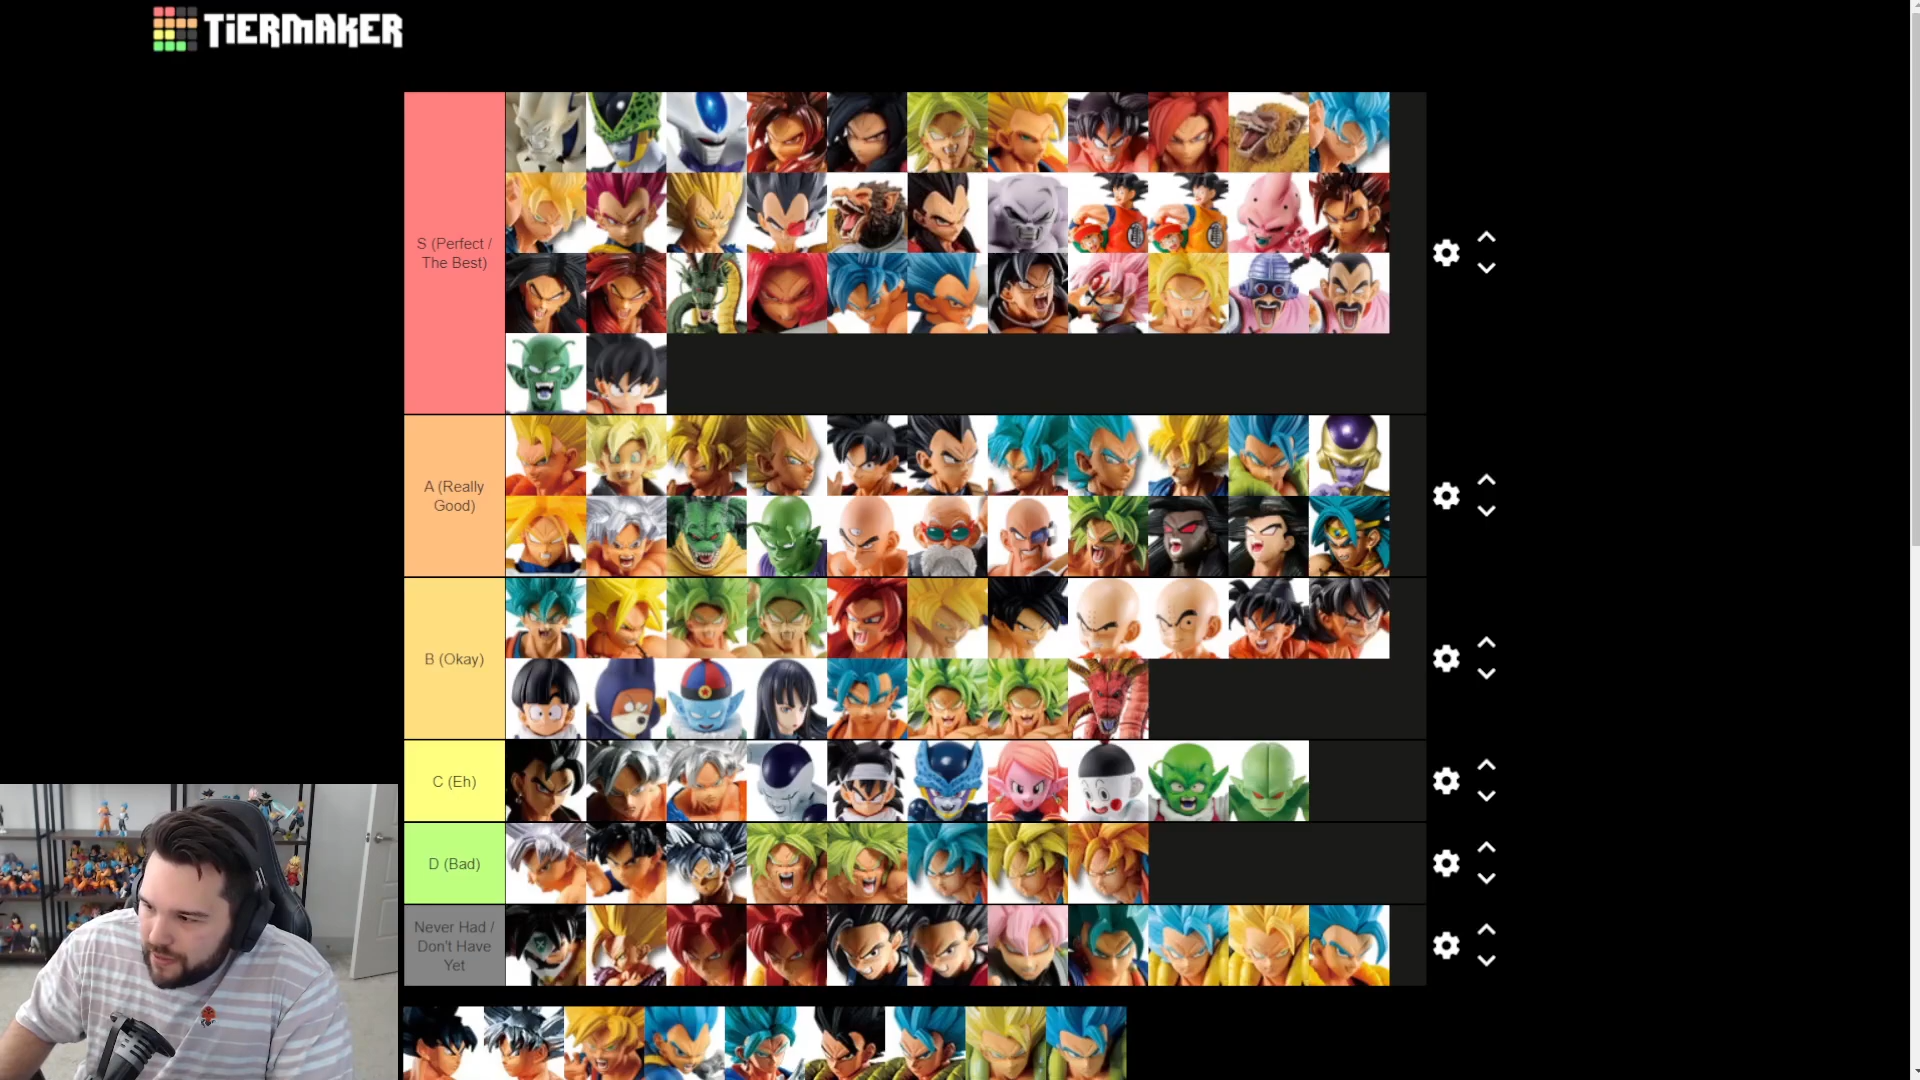 TiERMAKER
S (Perfect /
The Best)
A (Really
Good)
B (Okay)
C (Eh)
D (Bad)
Never Had /
Don't Have
Yet